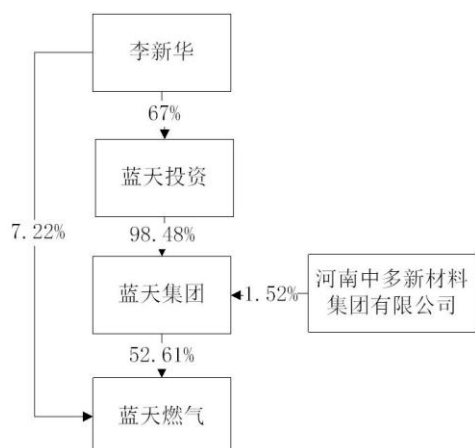 李新华
67%
蓝天投资
7.22%
98.48%
蓝天集团
1.52%
河南中多新材料
集团有限公司
52.61%
蓝天燃气